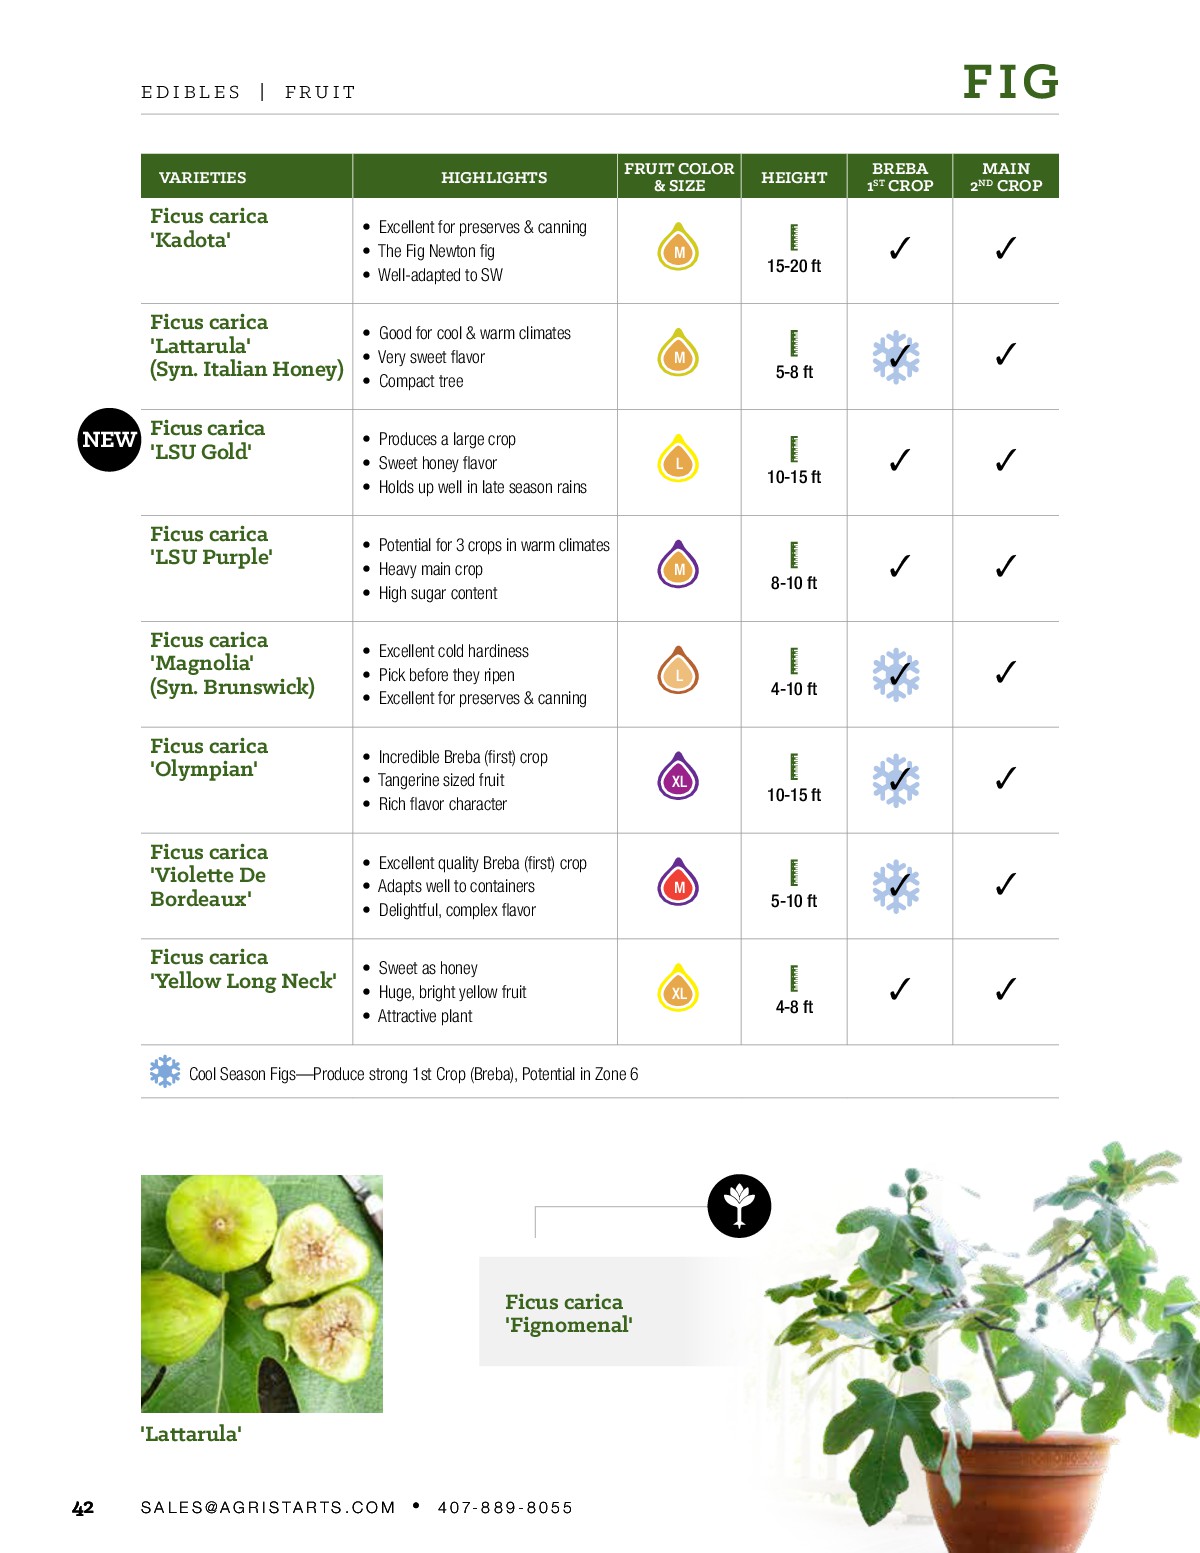 EDIBLES | FRUIT
FIG
VARIETIES
HIGHLIGHTS
FRUIT COLOR
& SIZE
HEIGHT
BREBA
1ST CROP
MAIN
2ND CROP
Ficus carica
'Kadota'
• Excellent for preserves & canning
• The Fig Newton fig
• Well-adapted to SW
M
15-20 ft
✓
✓
Ficus carica
'Lattarula'
(Syn. Italian Honey)
• Good for cool & warm climates
• Very sweet flavor
• Compact tree
M
5-8 ft
✓
✓
NEW
Ficus carica
'LSU Gold'
• Produces a large crop
• Sweet honey flavor
• Holds up well in late season rains
L
10-15 ft
✓
✓
Ficus carica
'LSU Purple'
• Potential for 3 crops in warm climates
• Heavy main crop
• High sugar content
M
8-10 ft
✓
✓
Ficus carica
'Magnolia'
(Syn. Brunswick)
• Excellent cold hardiness
• Pick before they ripen
• Excellent for preserves & canning
L
4-10 ft
✓
✓
Ficus carica
'Olympian'
• Incredible Breba (first) crop
• Tangerine sized fruit
• Rich flavor character
XL
10-15 ft
✓
✓
Ficus carica
'Violette De
Bordeaux'
• Excellent quality Breba (first) crop
• Adapts well to containers
• Delightful, complex flavor
M
5-10 ft
✓
✓
Ficus carica
'Yellow Long Neck'
• Sweet as honey
• Huge, bright yellow fruit
• Attractive plant
XL
4-8 ft
✓
✓
Cool Season Figs—Produce strong 1st Crop (Breba), Potential in Zone 6
Ficus carica
'Fignomenal'
'Lattarula'
42 SALES@AGRISTARTS.COM • 407-889-8055